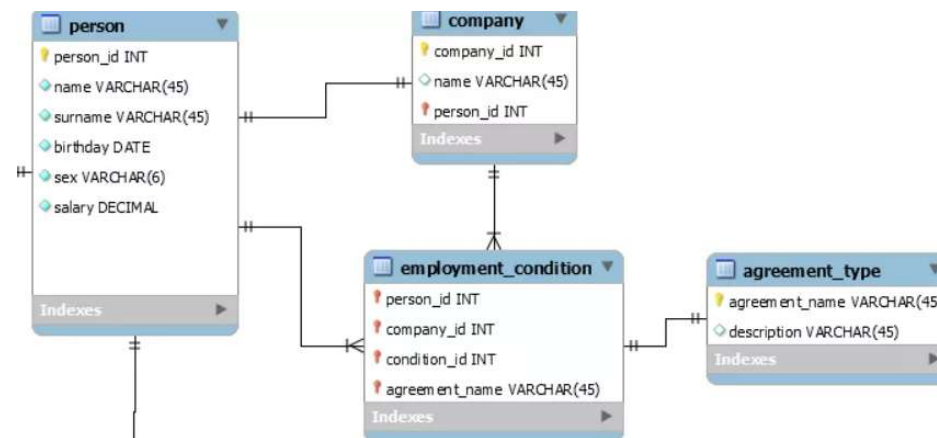 person
person_id INT
name VARCHAR(45)
surname VARCHAR(45)
birthday DATE
sex VARCHAR(6)
salary DECIMAL
Indexes
company
company_id INT
name VARCHAR(45)
person_id INT
Indexes
employment_condition
person_id INT
company_id INT
condition_id INT
agreement_name VARCHAR(45)
Indexes
agreement_type
agreement_name VARCHAR(45
description VARCHAR(45)
Indexes